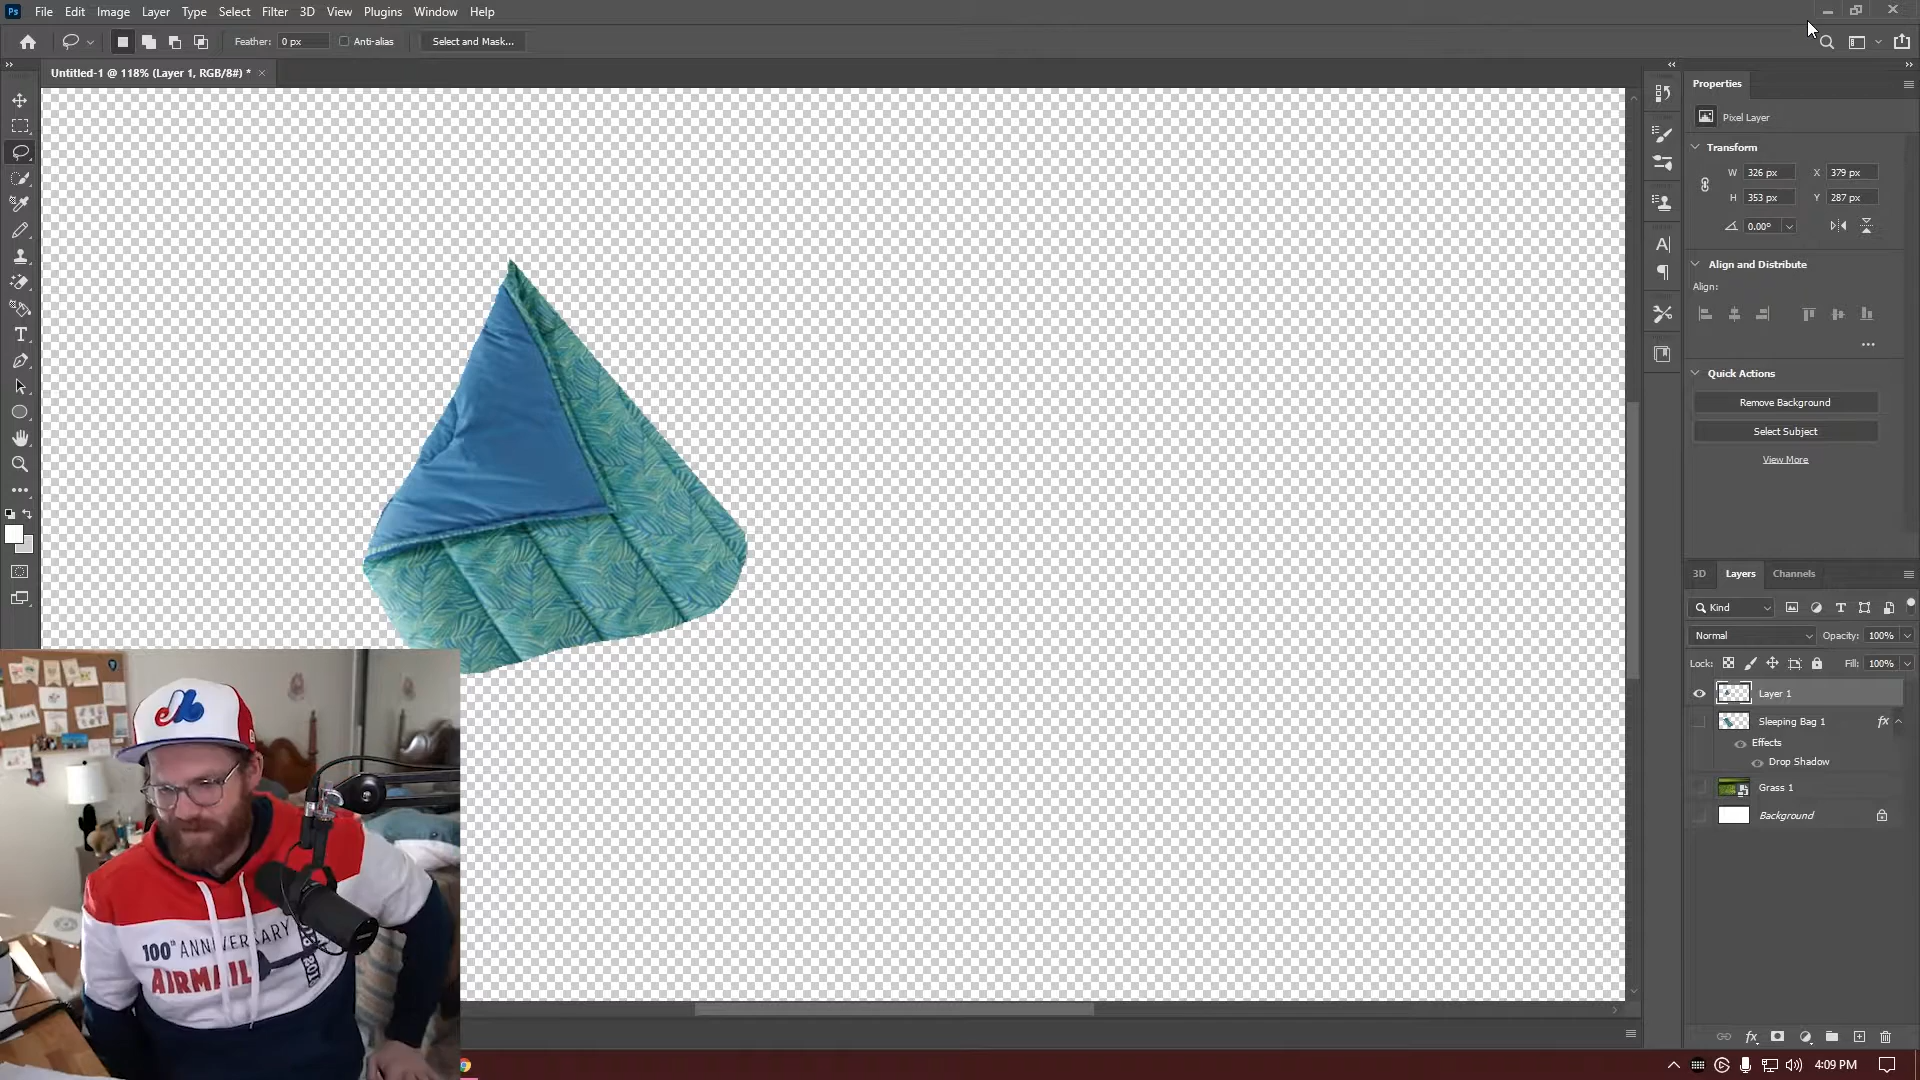 Ps File Edit Image Layer Type Select Filter 3D View Plugins Window Help
Feather: 0 px Anti-alias Select and Mask...
Untitled-1 @ 118% (Layer 1, RGB/8#) * ×
Properties
Pixel Layer
Transform
W 326 px X 379 px
H 353 px Y 287 px
0.00°
Align and Distribute
Align:
Quick Actions
Remove Background
Select Subject
View More
3D Layers Channels
Kind
Normal Opacity: 100%
Lock: Fill: 100%
Layer 1
Sleeping Bag 1 fx
Effects
Drop Shadow
Grass 1
Background
100th ANNIVERSARY
AIRMAIL
4:09 PM